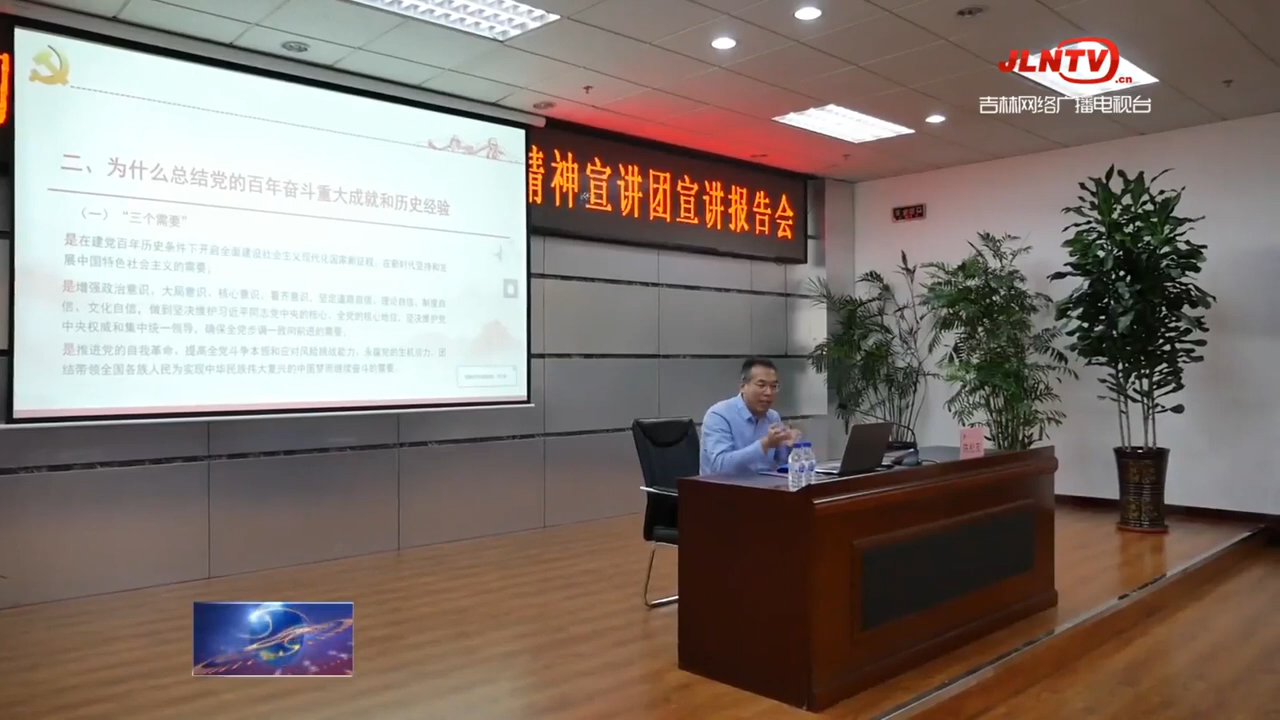 JLNTV.cn
吉林网络广播电视台
精神宣讲团宣讲报告会
二、为什么总结党的百年奋斗重大成就和历史经验
（一）“三个需要”
是在建党百年历史条件下开启全面建设社会主义现代化国家新征程、在新时代坚持和发
展中国特色社会主义的需要；
是增强政治意识、大局意识、核心意识、看齐意识，坚定道路自信、理论自信、制度自
信、文化自信，做到坚决维护习近平同志党中央的核心、全党的核心地位，坚决维护党
中央权威和集中统一领导，确保全党步调一致向前进的需要；
是推进党的自我革命、提高全党斗争本领和应对风险挑战能力、永葆党的生机活力、团
结带领全国各族人民为实现中华民族伟大复兴的中国梦而继续奋斗的需要。